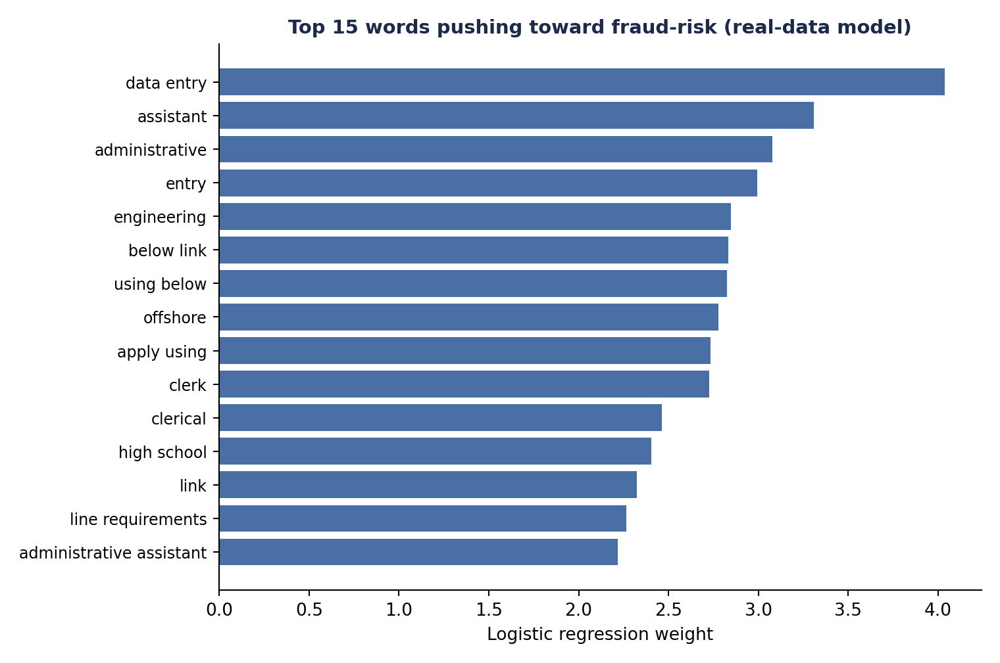 Top 15 words pushing toward fraud-risk (real-data model)
data entry
assistant
administrative
entry
engineering
below link
using below
offshore
apply using
clerk
clerical
high school
link
line requirements
administrative assistant
0.0 0.5 1.0 1.5 2.0 2.5 3.0 3.5 4.0
Logistic regression weight